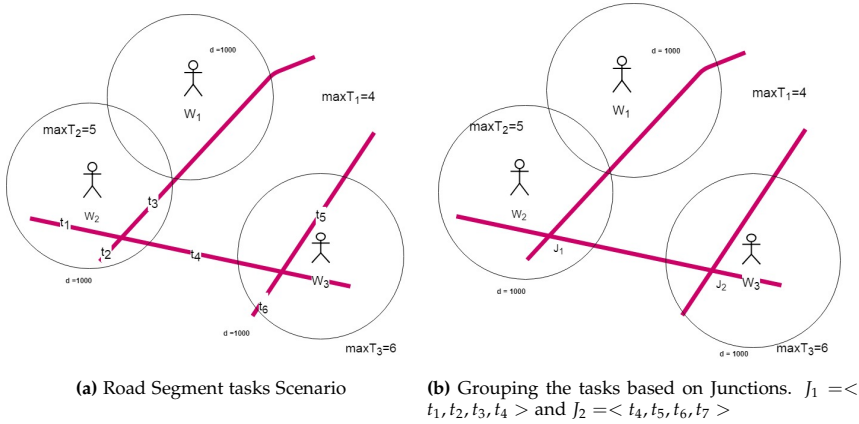 d =1000
W₁
maxT₁=4
maxT₂=5
W₂
t₃
t₁
t₂
t₄
t₅
W₃
t₆
d =1000
d =1000
maxT₃=6
d = 1000
W₁
maxT₁=4
maxT₂=5
W₂
J₁
J₂
W₃
d = 1000
d = 1000
maxT₃=6
(a) Road Segment tasks Scenario
(b) Grouping the tasks based on Junctions. J₁ =<
t₁, t₂, t₃, t₄ > and J₂ =< t₄, t₅, t₆, t₇ >